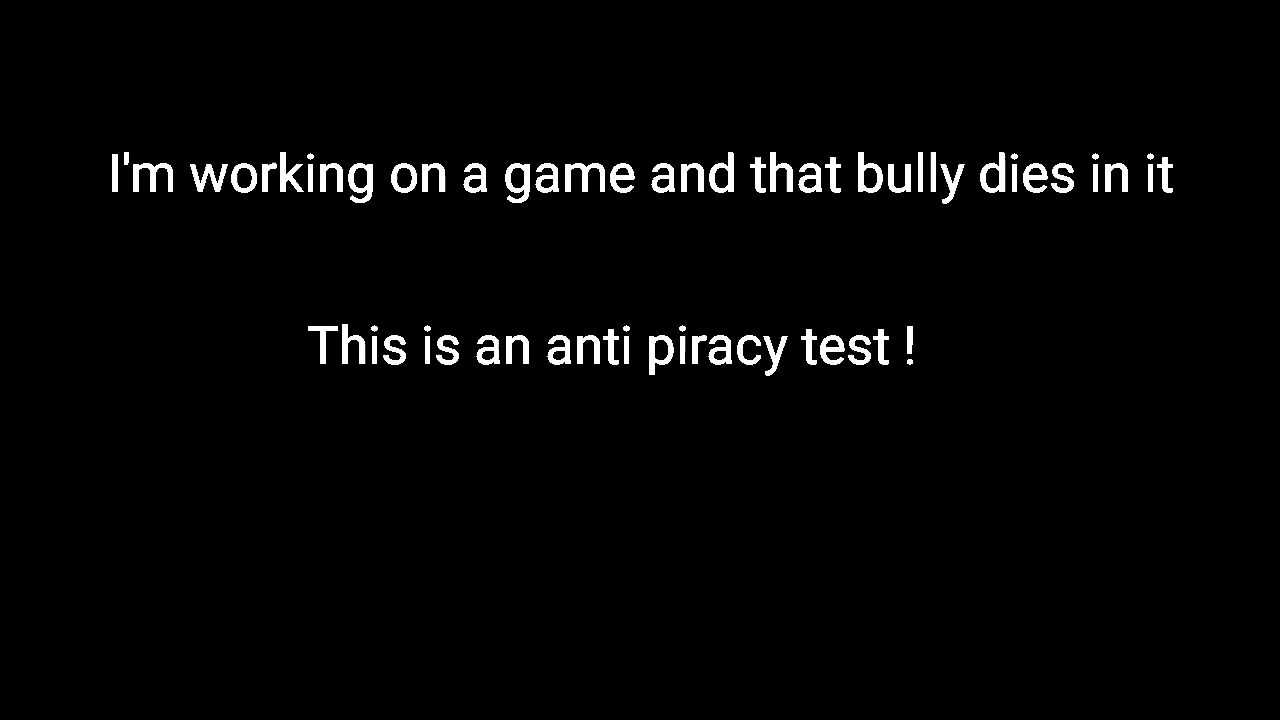 I'm working on a game and that bully dies in it
This is an anti piracy test !